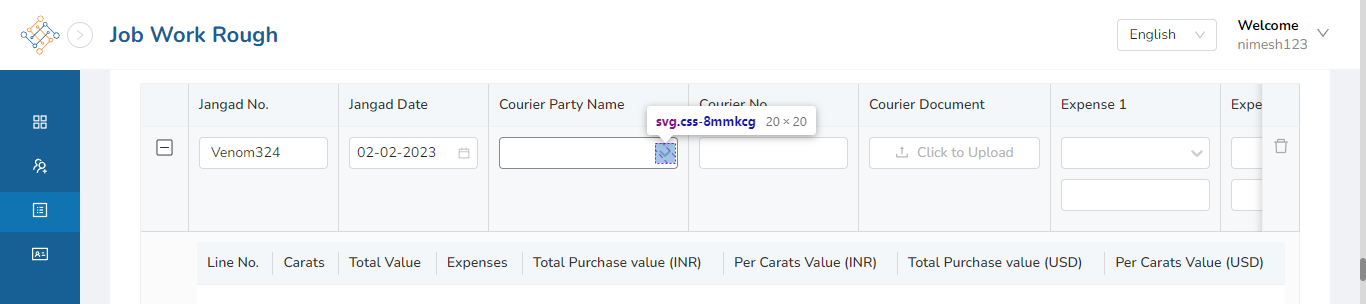 Job Work Rough
English
Welcome
nimesh123
Jangad No.
Jangad Date
Courier Party Name
Courier No
Courier Document
Expense 1
Expe
svg.css-8mmkcg 20 × 20
Venom324
02-02-2023
Click to Upload
Line No.
Carats
Total Value
Expenses
Total Purchase value (INR)
Per Carats Value (INR)
Total Purchase value (USD)
Per Carats Value (USD)